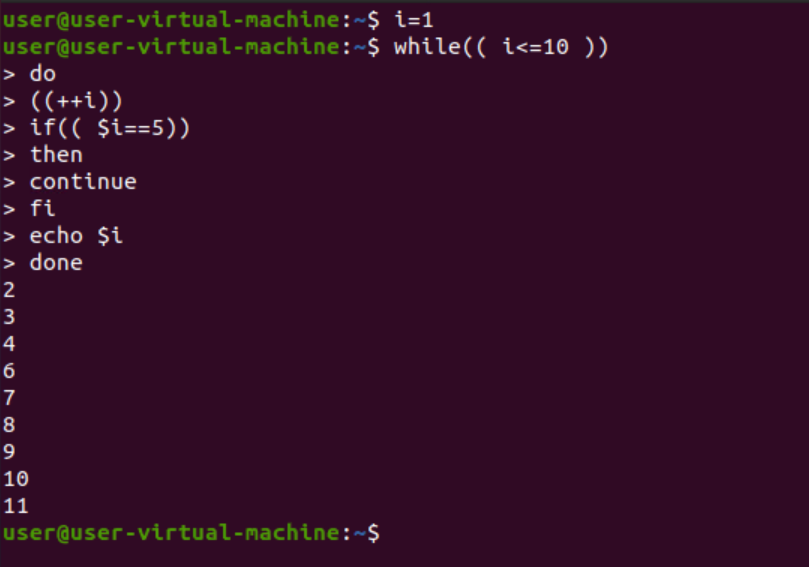 user@user-virtual-machine:~$ i=1
user@user-virtual-machine:~$ while(( i<=10 ))
> do
> ((++i))
> if(( $i==5))
> then
> continue
> fi
> echo $i
> done
2
3
4
6
7
8
9
10
11
user@user-virtual-machine:~$